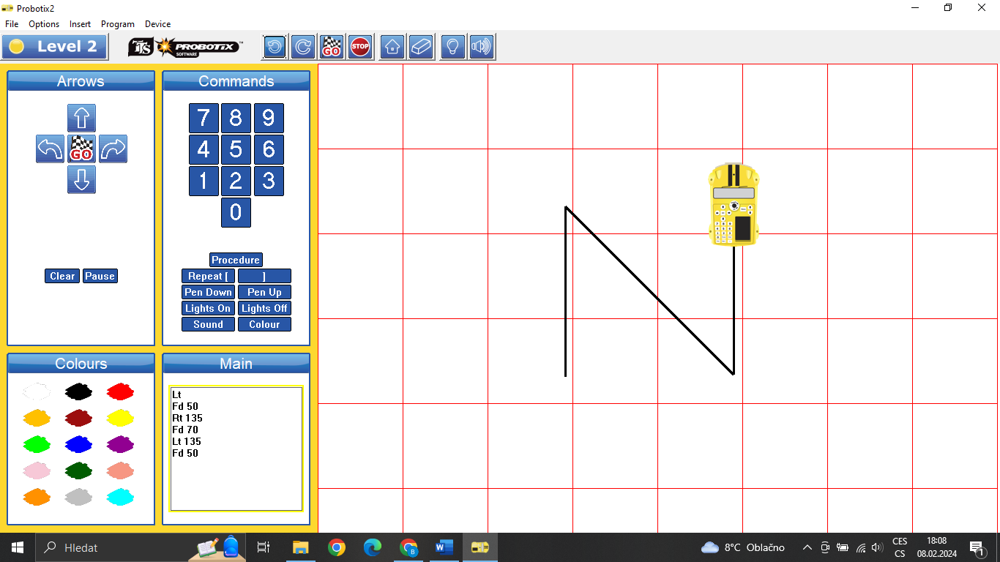 Probotix2
File Options Insert Program Device
Level 2
TTS PROBOTIX™
SOFTWARE
GO
STOP
Arrows
GO
Clear Pause
Commands
7 8 9
4 5 6
1 2 3
0
Procedure
Repeat [ ]
Pen Down Pen Up
Lights On Lights Off
Sound Colour
Colours
Main
Lt
Fd 50
Rt 135
Fd 70
Lt 135
Fd 50
Hledat
B
W
8°C Oblačno
CES
CS
18:08
08.02.2024
1